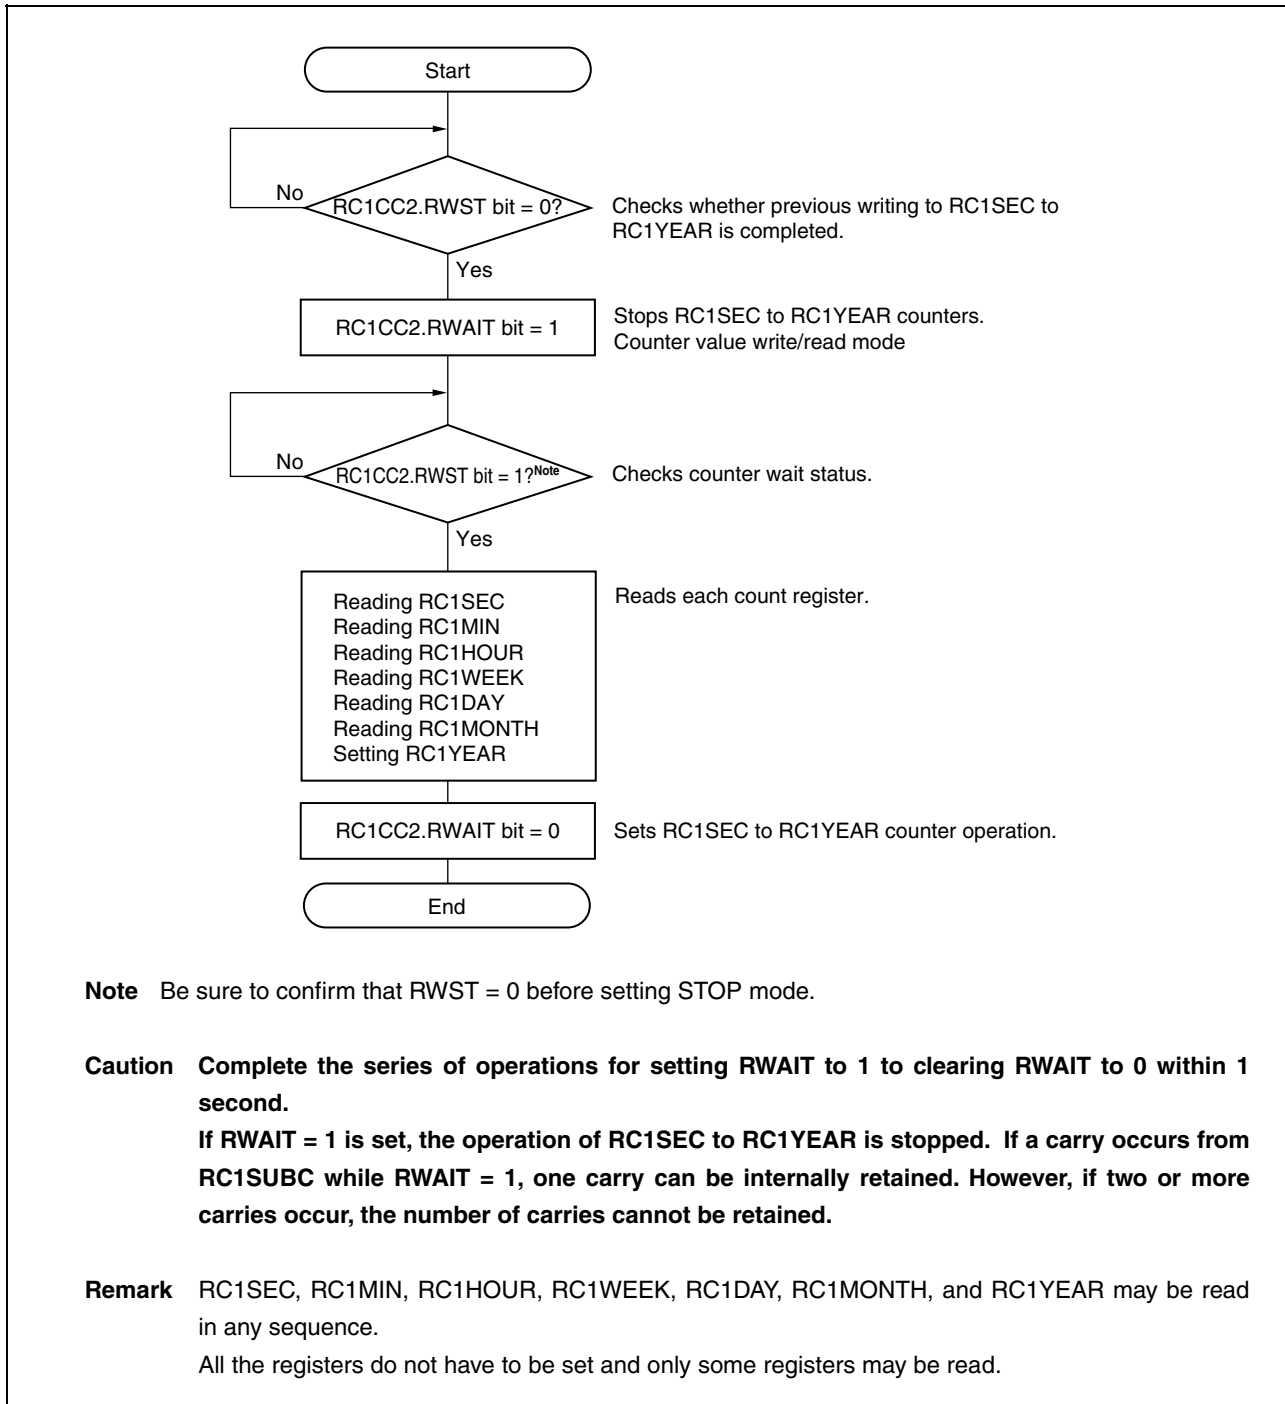 Start
No
RC1CC2.RWST bit = 0?
Checks whether previous writing to RC1SEC to
RC1YEAR is completed.
Yes
RC1CC2.RWAIT bit = 1
Stops RC1SEC to RC1YEAR counters.
Counter value write/read mode
No
RC1CC2.RWST bit = 1?Note
Checks counter wait status.
Yes
Reading RC1SEC
Reading RC1MIN
Reading RC1HOUR
Reading RC1WEEK
Reading RC1DAY
Reading RC1MONTH
Setting RC1YEAR
Reads each count register.
RC1CC2.RWAIT bit = 0
Sets RC1SEC to RC1YEAR counter operation.
End
Note Be sure to confirm that RWST = 0 before setting STOP mode.
Caution Complete the series of operations for setting RWAIT to 1 to clearing RWAIT to 0 within 1
second.
If RWAIT = 1 is set, the operation of RC1SEC to RC1YEAR is stopped. If a carry occurs from
RC1SUBC while RWAIT = 1, one carry can be internally retained. However, if two or more
carries occur, the number of carries cannot be retained.
Remark RC1SEC, RC1MIN, RC1HOUR, RC1WEEK, RC1DAY, RC1MONTH, and RC1YEAR may be read
in any sequence.
All the registers do not have to be set and only some registers may be read.